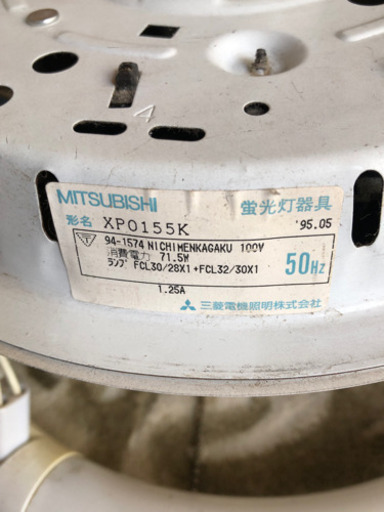 A
MITSUBISHI 蛍光灯器具
形名 XP0155K '95.05
94-1574 NICHIMENKAGAKU 100V
消費電力 71.5W
ランプ FCL30/28X1+FCL32/30X1 50Hz
1.25A
三菱電機照明株式会社